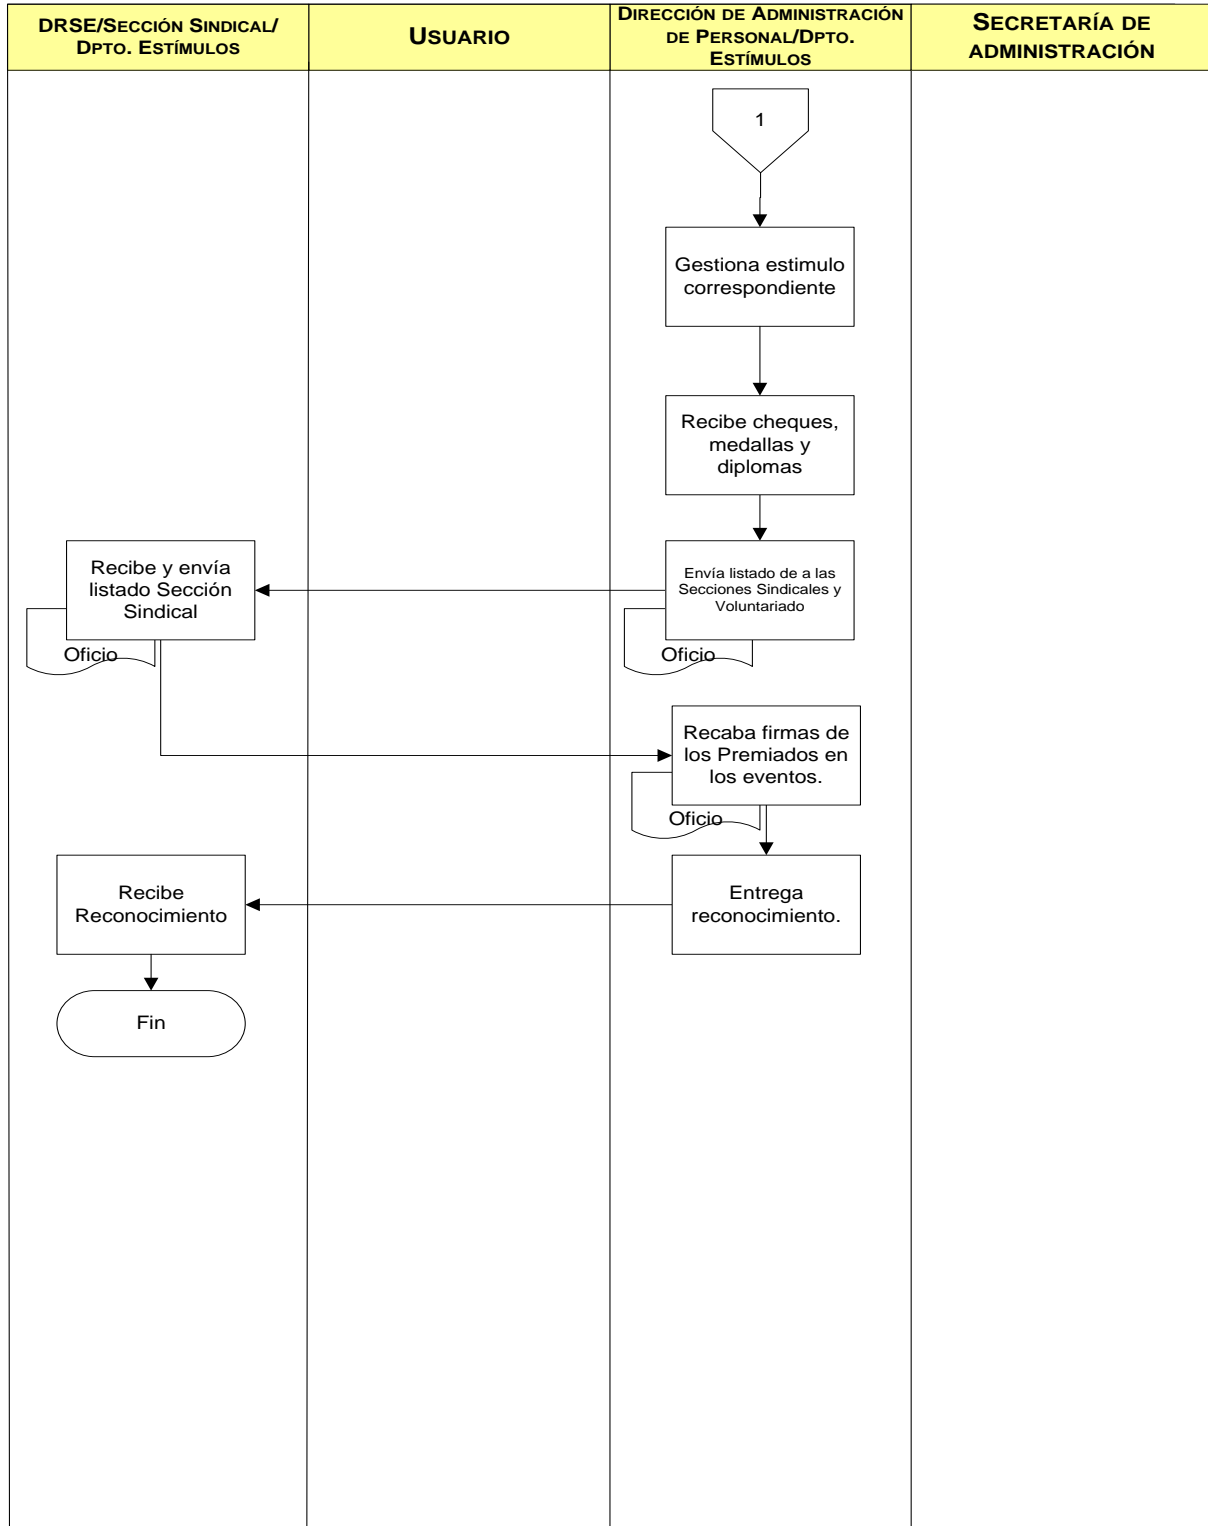 DRSE/SECCIÓN SINDICAL/
DPTO. ESTÍMULOS
USUARIO
DIRECCIÓN DE ADMINISTRACIÓN
DE PERSONAL/DPTO.
ESTÍMULOS
SECRETARÍA DE
ADMINISTRACIÓN
1
Gestiona estimulo
correspondiente
Recibe cheques,
medallas y
diplomas
Recibe y envía
listado Sección
Sindical
Oficio
Envía listado de a las
Secciones Sindicales y
Voluntariado
Oficio
Recaba firmas de
los Premiados en
los eventos.
Oficio
Recibe
Reconocimiento
Entrega
reconocimiento.
Fin